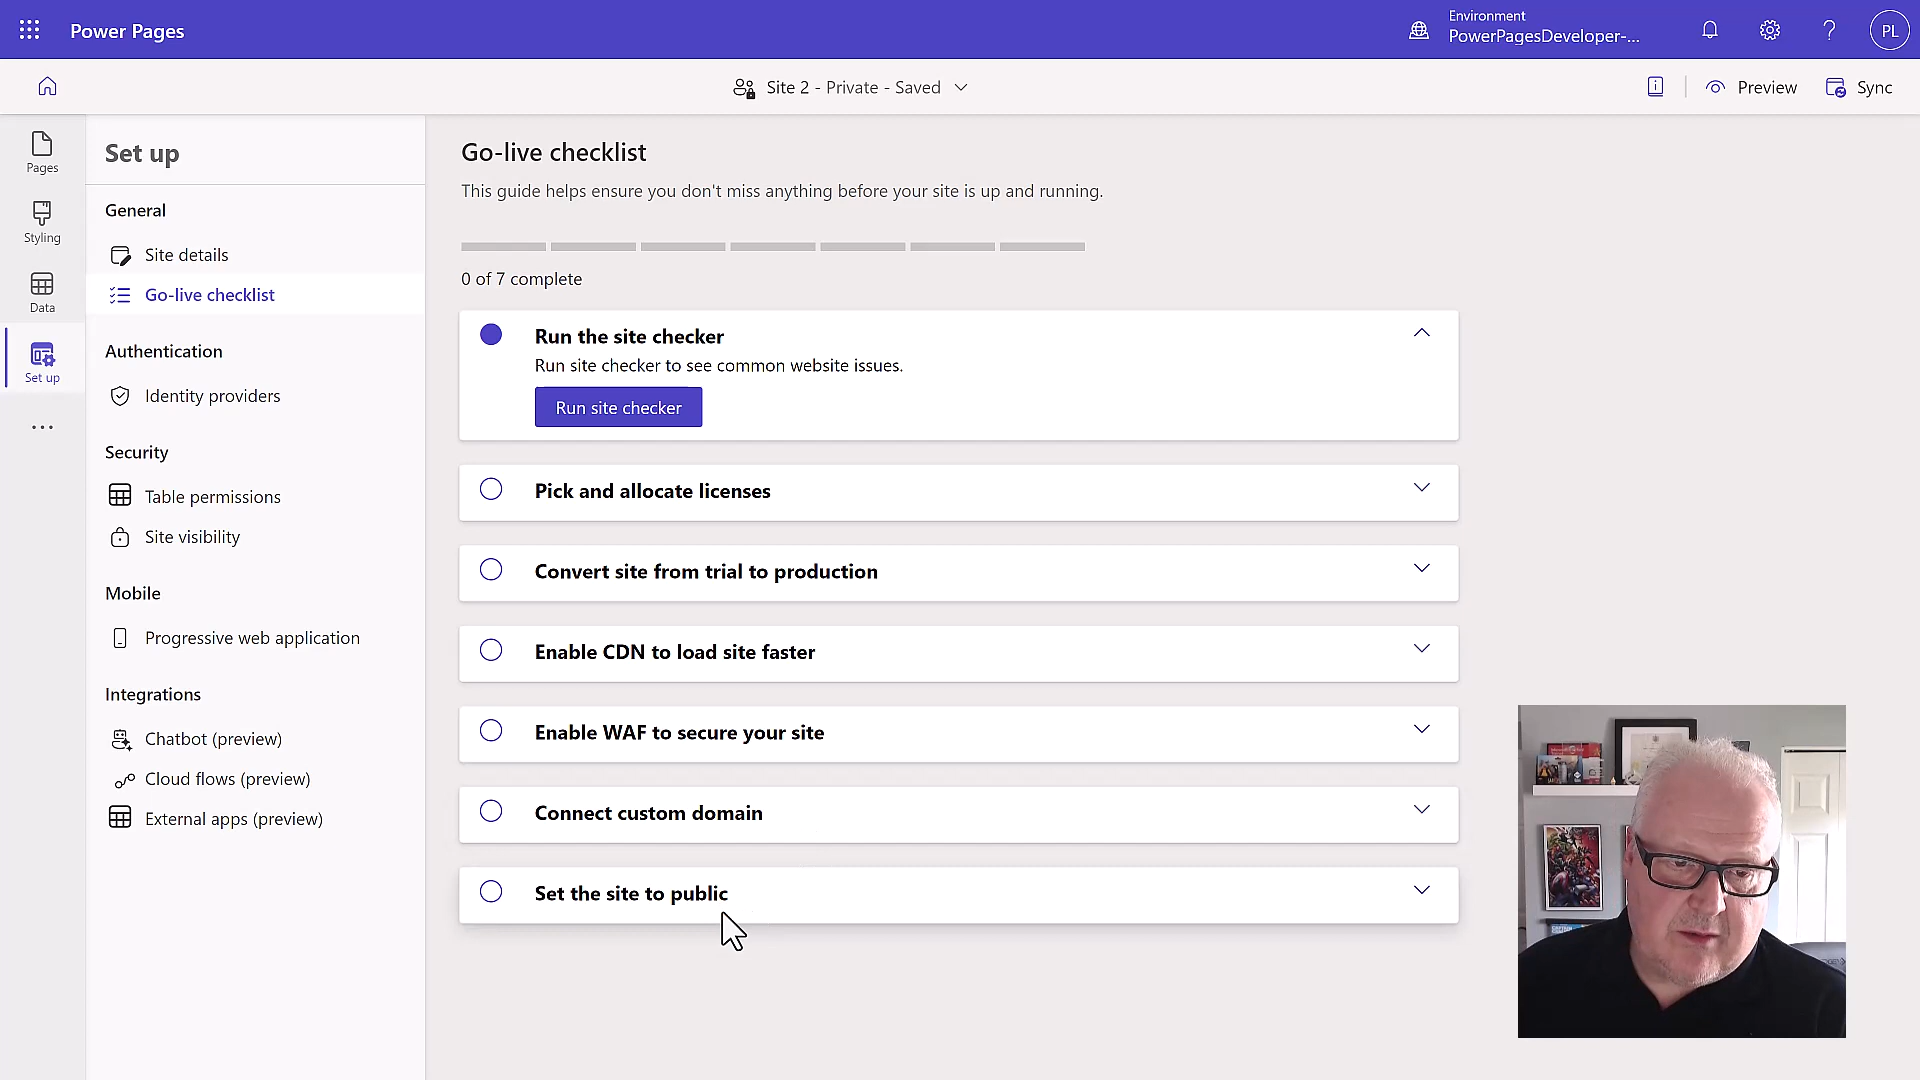 Power Pages
Environment
PowerPagesDeveloper-...
PL
Site 2 - Private - Saved
Preview
Sync
Pages
Styling
Data
Set up
Set up
General
Site details
Go-live checklist
Authentication
Identity providers
Security
Table permissions
Site visibility
Mobile
Progressive web application
Integrations
Chatbot (preview)
Cloud flows (preview)
External apps (preview)
Go-live checklist
This guide helps ensure you don't miss anything before your site is up and running.
0 of 7 complete
Run the site checker
Run site checker to see common website issues.
Run site checker
Pick and allocate licenses
Convert site from trial to production
Enable CDN to load site faster
Enable WAF to secure your site
Connect custom domain
Set the site to public